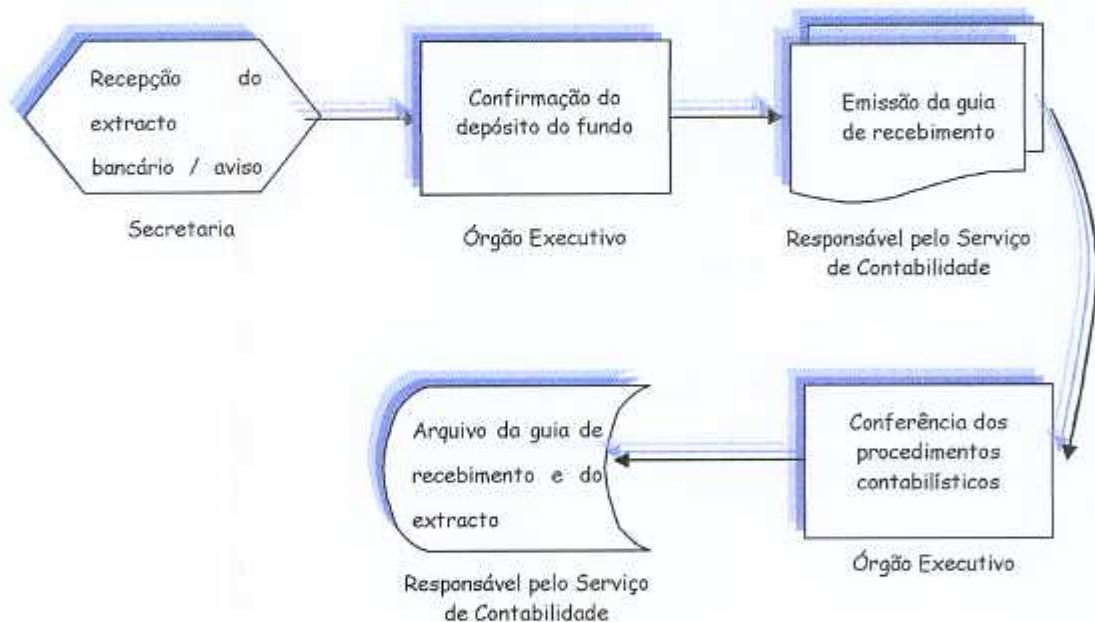 Recepção do
extracto
bancário / aviso
Secretaria
Confirmação do
depósito do fundo
Órgão Executivo
Emissão da guia
de recebimento
Responsável pelo Serviço
de Contabilidade
Conferência dos
procedimentos
contabilísticos
Órgão Executivo
Arquivo da guia de
recebimento e do
extracto
Responsável pelo Serviço
de Contabilidade